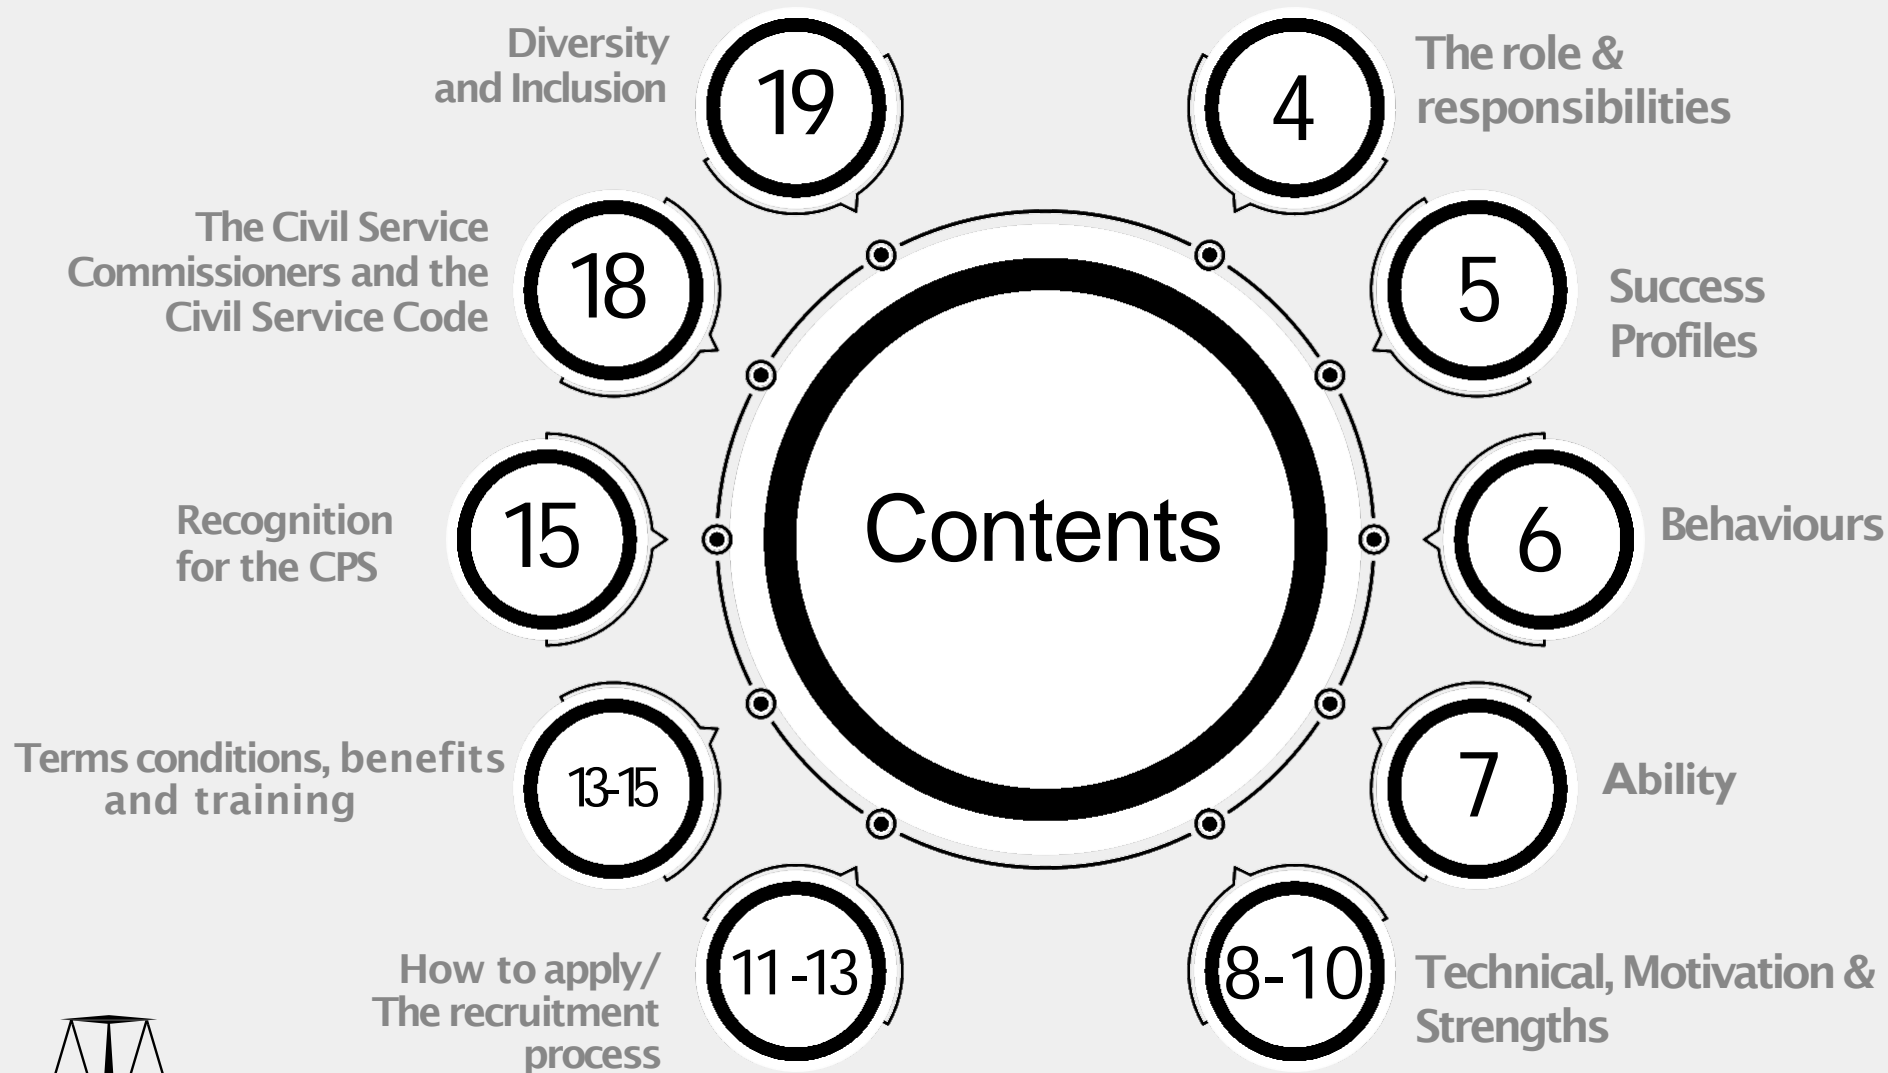 Contents
4
The role &
responsibilities
5
Success
Profiles
6
Behaviours
7
Ability
8-10
Technical, Motivation &
Strengths
11-13
How to apply/
The recruitment
process
13-15
Terms conditions, benefits
and training
15
Recognition
for the CPS
18
The Civil Service
Commissioners and the
Civil Service Code
19
Diversity
and Inclusion